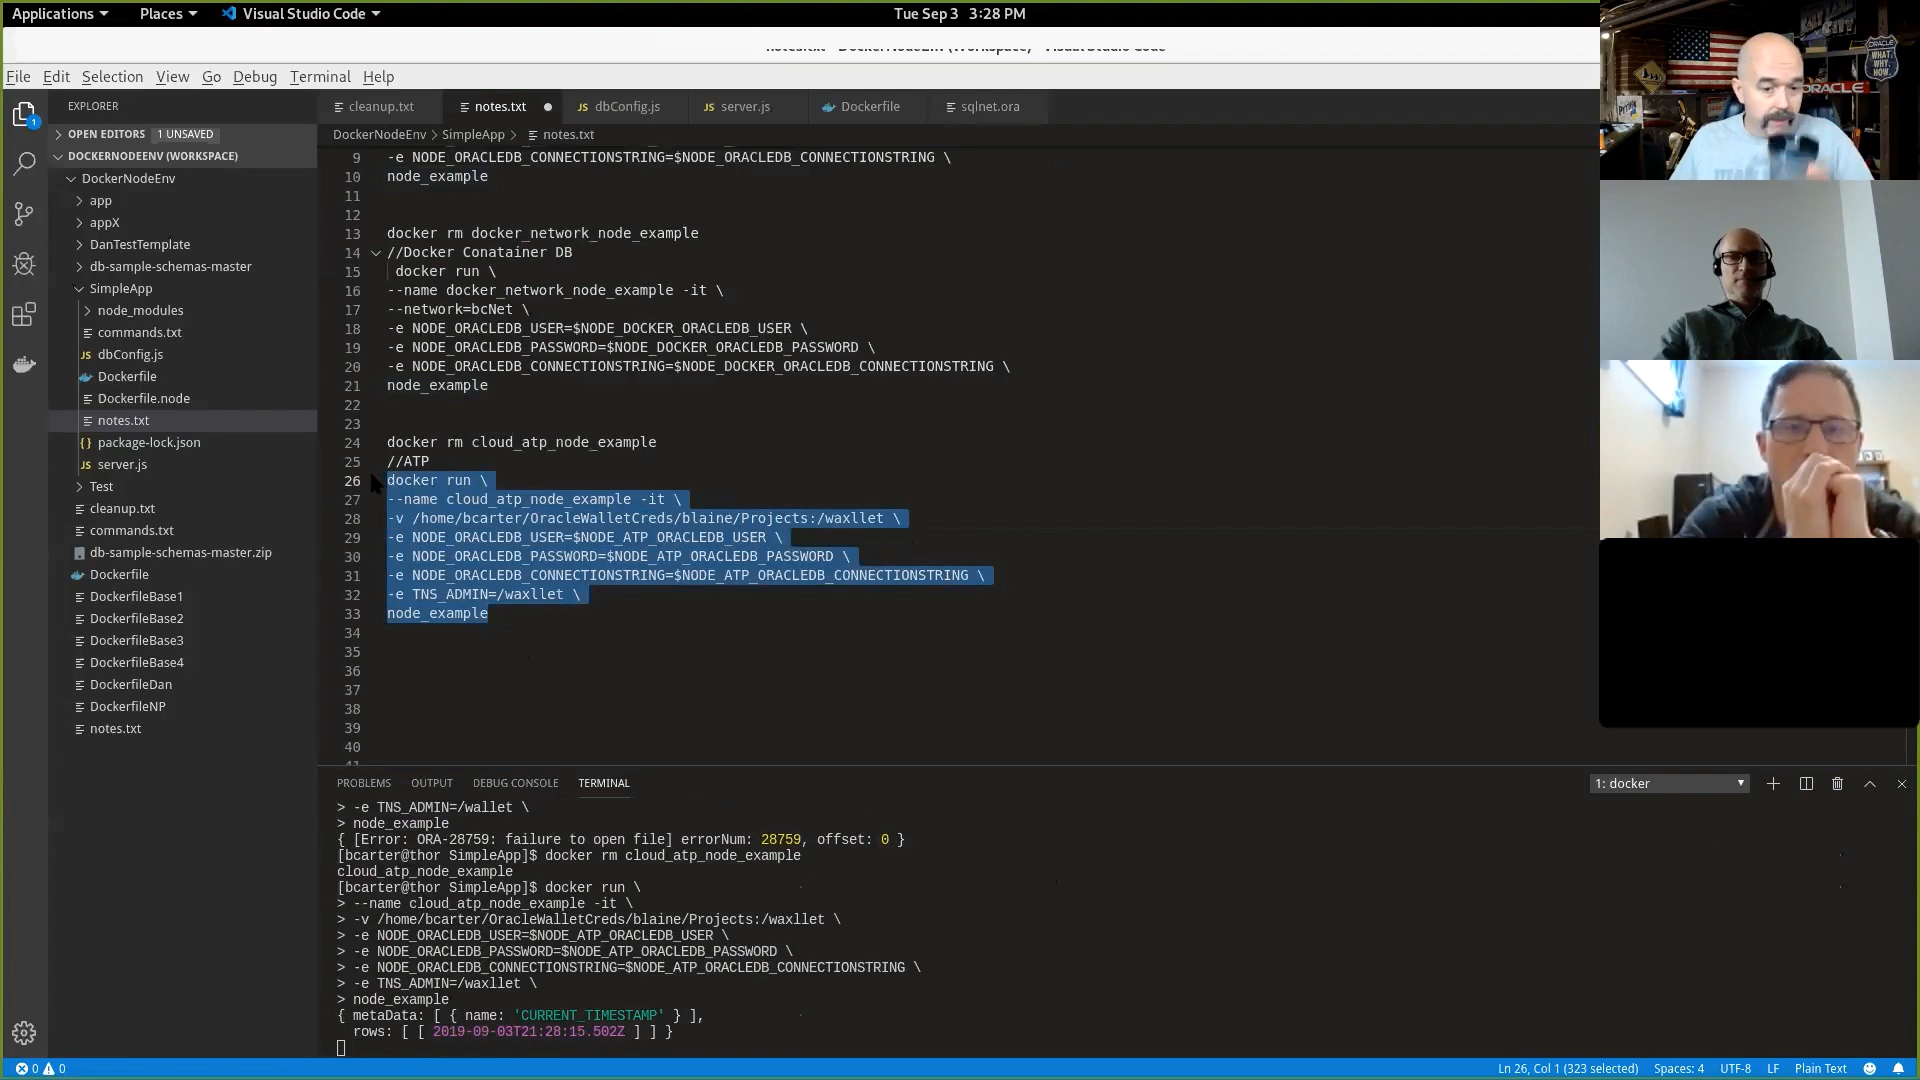 Applications Places Visual Studio Code Tue Sep 3 3:28 PM
File Edit Selection View Go Debug Terminal Help
EXPLORER
OPEN EDITORS 1 UNSAVED
DOCKERNODEENV (WORKSPACE)
DockerNodeEnv
app
appX
DanTestTemplate
db-sample-schemas-master
SimpleApp
node_modules
commands.txt
JS dbConfig.js
Dockerfile
Dockerfile.node
notes.txt
{} package-lock.json
JS server.js
Test
cleanup.txt
commands.txt
db-sample-schemas-master.zip
Dockerfile
DockerfileBase1
DockerfileBase2
DockerfileBase3
DockerfileBase4
DockerfileDan
DockerfileNP
notes.txt
cleanup.txt notes.txt JS dbConfig.js JS server.js Dockerfile sqlnet.ora
DockerNodeEnv > SimpleApp > notes.txt
9 -e NODE_ORACLEDB_CONNECTIONSTRING=$NODE_ORACLEDB_CONNECTIONSTRING \
10 node_example
11
12
13 docker rm docker_network_node_example
14 //Docker Conatainer DB
15 docker run \
16 --name docker_network_node_example -it \
17 --network=bcNet \
18 -e NODE_ORACLEDB_USER=$NODE_DOCKER_ORACLEDB_USER \
19 -e NODE_ORACLEDB_PASSWORD=$NODE_DOCKER_ORACLEDB_PASSWORD \
20 -e NODE_ORACLEDB_CONNECTIONSTRING=$NODE_DOCKER_ORACLEDB_CONNECTIONSTRING \
21 node_example
22
23
24 docker rm cloud_atp_node_example
25 //ATP
26 docker run \
27 --name cloud_atp_node_example -it \
28 -v /home/bcarter/OracleWalletCreds/blaine/Projects:/waxllet \
29 -e NODE_ORACLEDB_USER=$NODE_ATP_ORACLEDB_USER \
30 -e NODE_ORACLEDB_PASSWORD=$NODE_ATP_ORACLEDB_PASSWORD \
31 -e NODE_ORACLEDB_CONNECTIONSTRING=$NODE_ATP_ORACLEDB_CONNECTIONSTRING \
32 -e TNS_ADMIN=/waxllet \
33 node_example
34
35
36
37
38
39
40
PROBLEMS OUTPUT DEBUG CONSOLE TERMINAL 1: docker
> -e TNS_ADMIN=/wallet \
> node_example
{ [Error: ORA-28759: failure to open file] errorNum: 28759, offset: 0 }
[bcarter@thor SimpleApp]$ docker rm cloud_atp_node_example
cloud_atp_node_example
[bcarter@thor SimpleApp]$ docker run \
> --name cloud_atp_node_example -it \
> -v /home/bcarter/OracleWalletCreds/blaine/Projects:/waxllet \
> -e NODE_ORACLEDB_USER=$NODE_ATP_ORACLEDB_USER \
> -e NODE_ORACLEDB_PASSWORD=$NODE_ATP_ORACLEDB_PASSWORD \
> -e NODE_ORACLEDB_CONNECTIONSTRING=$NODE_ATP_ORACLEDB_CONNECTIONSTRING \
> -e TNS_ADMIN=/waxllet \
> node_example
{ metaData: [ { name: 'CURRENT_TIMESTAMP' } ],
rows: [ [ 2019-09-03T21:28:15.502Z ] ] }
0 0 Ln 26, Col 1 (323 selected) Spaces: 4 UTF-8 LF Plain Text
1
ORACLE
WHAT.
WHY.
HOW.
ORACLE